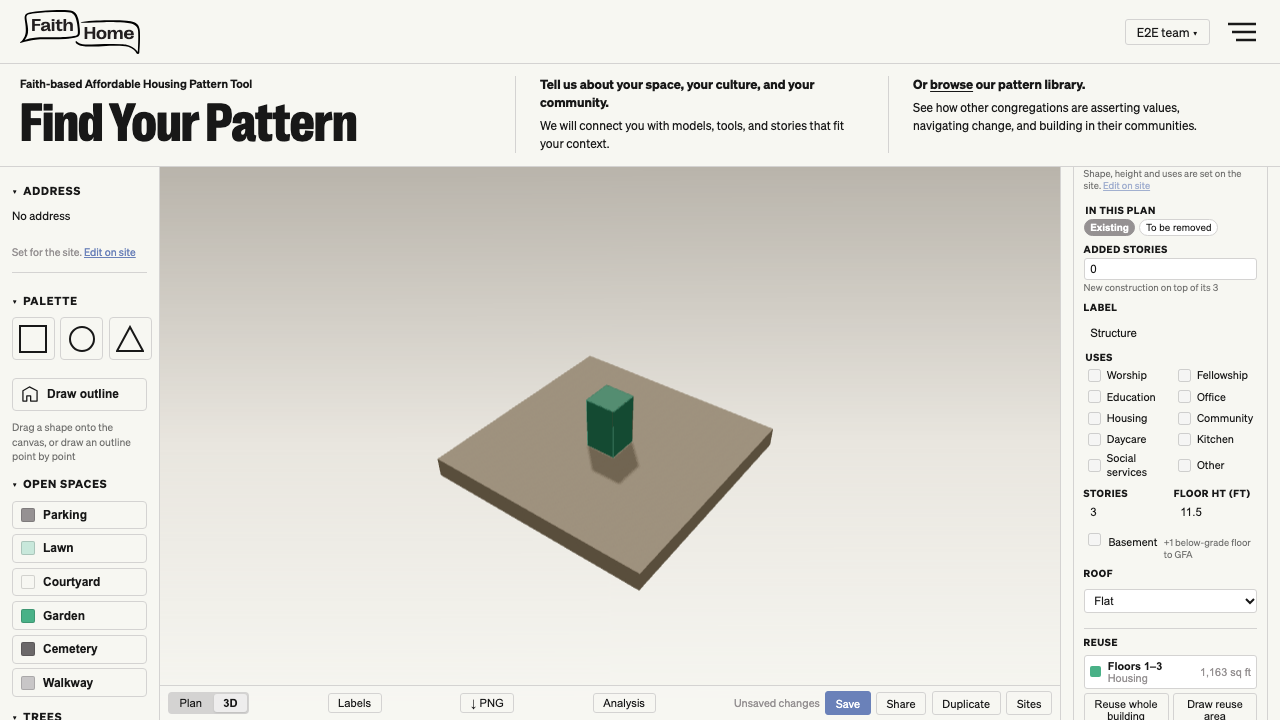 Faith
Home
E2E team ▾
Faith-based Affordable Housing Pattern Tool
Find Your Pattern
Tell us about your space, your culture, and your
community.
We will connect you with models, tools, and stories that fit
your context.
Or browse our pattern library.
See how other congregations are asserting values,
navigating change, and building in their communities.
▾ ADDRESS
No address
Set for the site. Edit on site
▾ PALETTE
Draw outline
Drag a shape onto the
canvas, or draw an outline
point by point
▾ OPEN SPACES
Parking
Lawn
Courtyard
Garden
Cemetery
Walkway
▾ TREES
Plan
3D
Labels
↓ PNG
Analysis
Unsaved changes
Save
Share
Duplicate
Sites
Shape, height and uses are set on the
site. Edit on site
IN THIS PLAN
Existing
To be removed
ADDED STORIES
0
New construction on top of its 3
LABEL
Structure
USES
Worship
Fellowship
Education
Office
Housing
Community
Daycare
Kitchen
Social
services
Other
STORIES
FLOOR HT (FT)
3
11.5
Basement
+1 below-grade floor
to GFA
ROOF
Flat
REUSE
Floors 1–3
Housing
1,163 sq ft
Reuse whole
building
Draw reuse
area